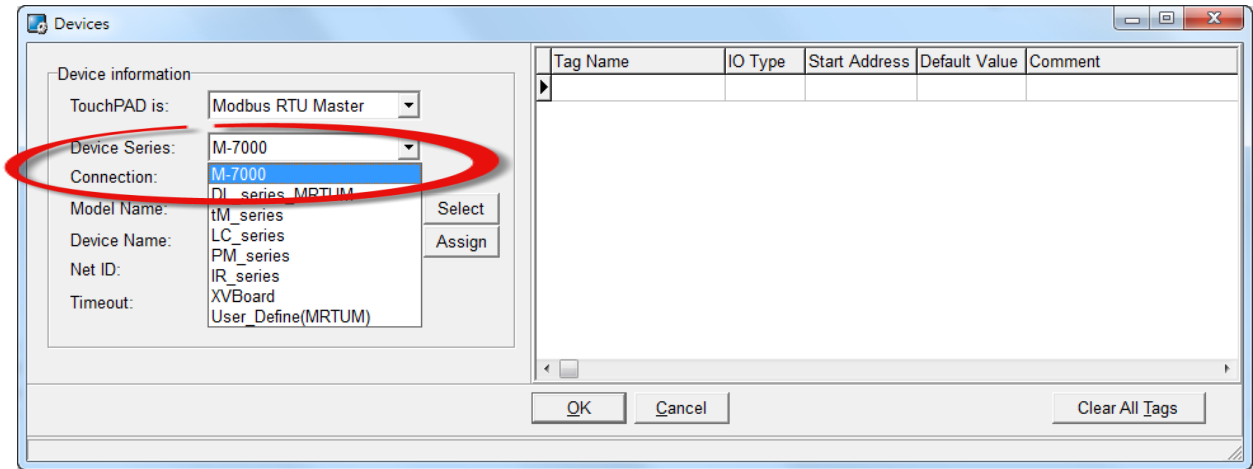 Devices
Device information
TouchPAD is: Modbus RTU Master
Device Series: M-7000
Connection:
Model Name:
Device Name:
Net ID:
Timeout:
M-7000
DL_series_MRTUM
tM_series
LC_series
PM_series
IR_series
XVBoard
User_Define(MRTUM)
Select
Assign
Tag Name IO Type Start Address Default Value Comment
OK Cancel Clear All Tags